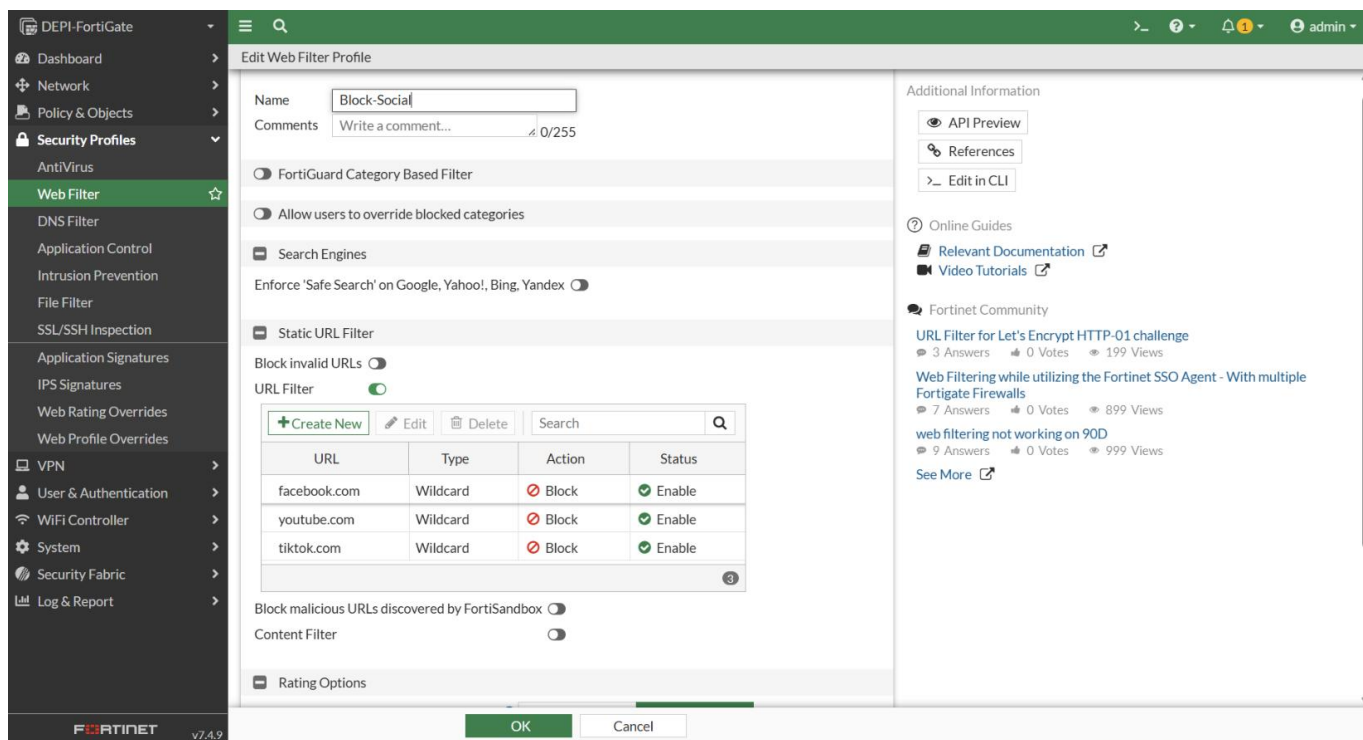 DEPI-FortiGate
admin
Dashboard
Network
Policy & Objects
Security Profiles
AntiVirus
Web Filter
DNS Filter
Application Control
Intrusion Prevention
File Filter
SSL/SSH Inspection
Application Signatures
IPS Signatures
Web Rating Overrides
Web Profile Overrides
VPN
User & Authentication
WiFi Controller
System
Security Fabric
Log & Report
FORTINET v7.4.9
1
Edit Web Filter Profile
Name Block-Social
Comments Write a comment... 0/255
FortiGuard Category Based Filter
Allow users to override blocked categories
Search Engines
Enforce 'Safe Search' on Google, Yahoo!, Bing, Yandex
Static URL Filter
Block invalid URLs
URL Filter
Create New Edit Delete Search
URL Type Action Status
facebook.com Wildcard Block Enable
youtube.com Wildcard Block Enable
tiktok.com Wildcard Block Enable
3
Block malicious URLs discovered by FortiSandbox
Content Filter
Rating Options
OK Cancel
Additional Information
API Preview
References
>_ Edit in CLI
Online Guides
Relevant Documentation
Video Tutorials
Fortinet Community
URL Filter for Let's Encrypt HTTP-01 challenge
3 Answers 0 Votes 199 Views
Web Filtering while utilizing the Fortinet SSO Agent - With multiple
Fortigate Firewalls
7 Answers 0 Votes 899 Views
web filtering not working on 90D
9 Answers 0 Votes 999 Views
See More